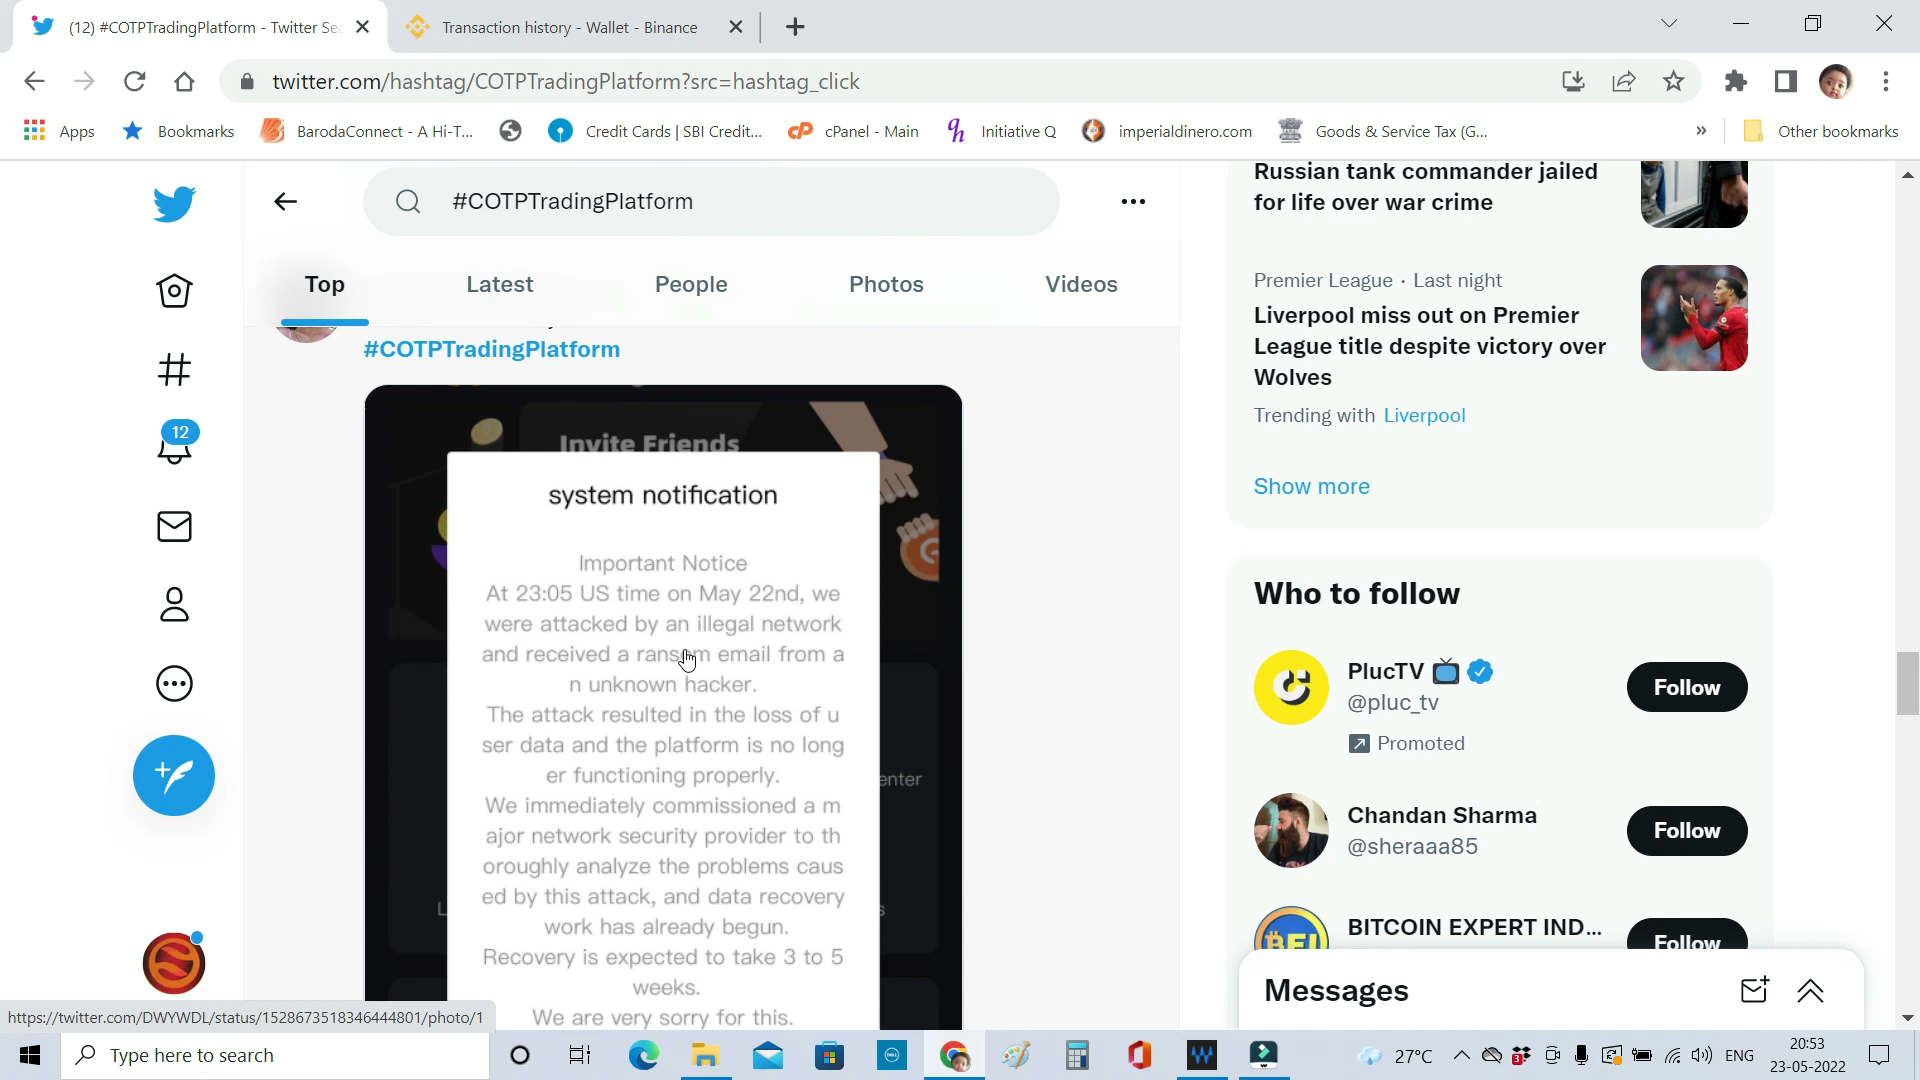 (12) #COTPTradingPlatform - Twitter Se
Transaction history - Wallet - Binance
twitter.com/hashtag/COTPTradingPlatform?src=hashtag_click
Apps
Bookmarks
BarodaConnect - A Hi-T...
Credit Cards | SBI Credit...
cPanel - Main
Initiative Q
imperialdinero.com
Goods & Service Tax (G...
»
Other bookmarks
#COTPTradingPlatform
Top
Latest
People
Photos
Videos
12
#COTPTradingPlatform
Invite Friends
system notification
Important Notice
At 23:05 US time on May 22nd, we
were attacked by an illegal network
and received a ransom email from a
n unknown hacker.
The attack resulted in the loss of u
ser data and the platform is no long
er functioning properly.
We immediately commissioned a m
ajor network security provider to th
oroughly analyze the problems caus
ed by this attack, and data recovery
work has already begun.
Recovery is expected to take 3 to 5
weeks.
We are very sorry for this.
enter
L
s
Russian tank commander jailed
for life over war crime
Premier League · Last night
Liverpool miss out on Premier
League title despite victory over
Wolves
Trending with Liverpool
Show more
Who to follow
PlucTV
@pluc_tv
Promoted
Follow
Chandan Sharma
@sheraaa85
Follow
BITCOIN EXPERT IND...
Follow
BEI
Messages
https://twitter.com/DWYWDL/status/1528673518346444801/photo/1
Type here to search
DELL
27°C
3
ENG
20:53
23-05-2022